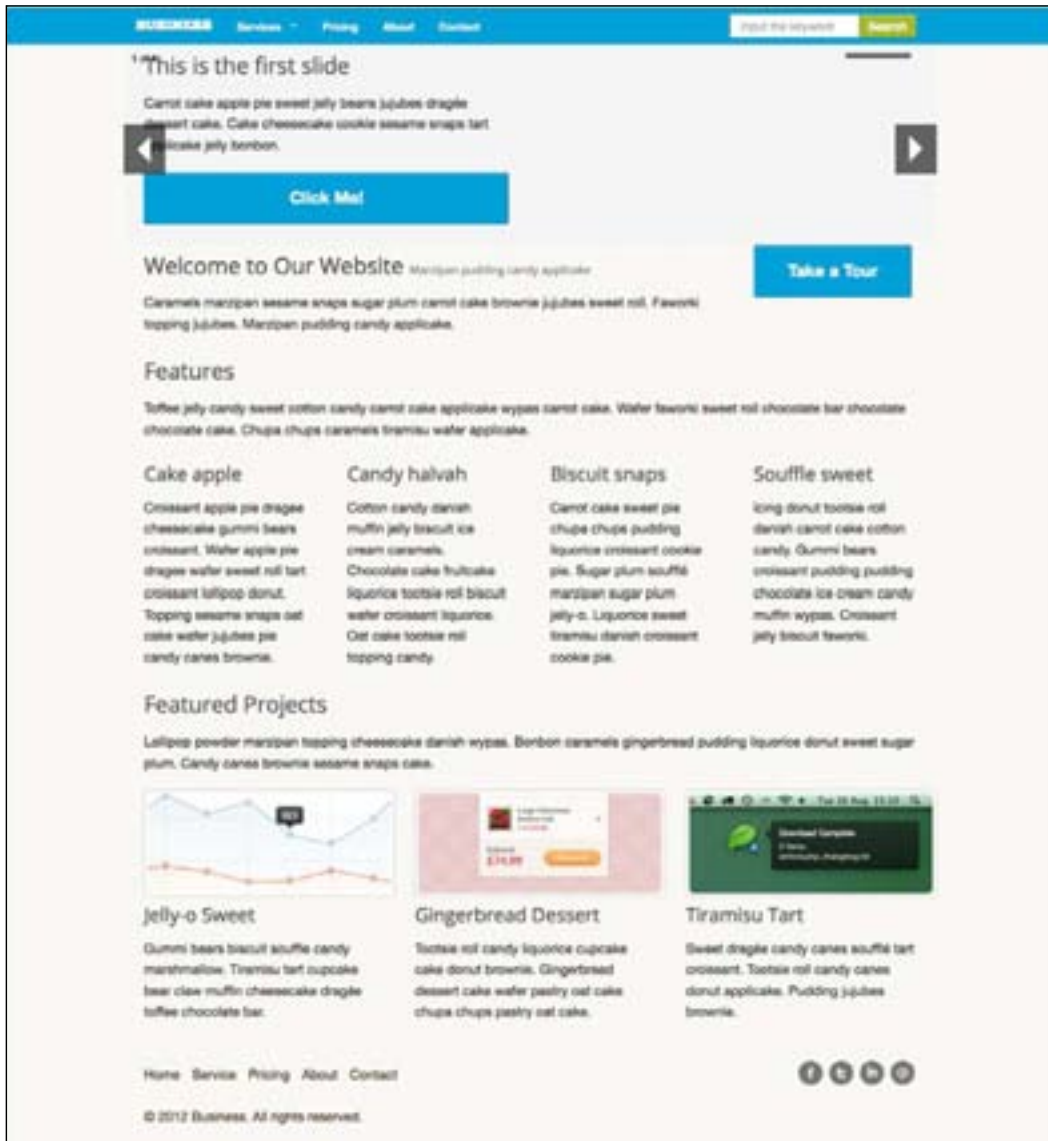 BUSINESS Services Pricing About Contact Input the keyword Search
This is the first slide
Carrot cake apple pie sweet jelly beans jujubes dragée
dessert cake. Cake cheesecake cookie sesame snaps tart
applicake jelly bonbon.
Click Me!
Welcome to Our Website Marzipan pudding candy applicake
Take a Tour
Caramels marzipan sesame snaps sugar plum carrot cake brownie jujubes sweet roll. Faworki
topping jujubes. Marzipan pudding candy applicake.
Features
Toffee jelly candy sweet cotton candy carrot cake applicake wypas carrot cake. Wafer faworki sweet roll chocolate bar chocolate
chocolate cake. Chupa chups caramels tiramisu wafer applicake.
Cake apple
Croissant apple pie dragee
cheesecake gummi bears
croissant. Wafer apple pie
dragee wafer sweet roll tart
croissant lollipop donut.
Topping sesame snaps oat
cake wafer jujubes pie
candy canes brownie.
Candy halvah
Cotton candy danish
muffin jelly biscuit ice
cream caramels.
Chocolate cake fruitcake
liquorice tootsie roll biscuit
wafer croissant liquorice.
Oat cake tootsie roll
topping candy.
Biscuit snaps
Carrot cake sweet pie
chupa chups pudding
liquorice croissant cookie
pie. Sugar plum soufflé
marzipan sugar plum
jelly-o. Liquorice sweet
tiramisu danish croissant
cookie pie.
Souffle sweet
Icing donut tootsie roll
danish carrot cake cotton
candy. Gummi bears
croissant pudding pudding
chocolate ice cream candy
muffin wypas. Croissant
jelly biscuit faworki.
Featured Projects
Lollipop powder marzipan topping cheesecake danish wypas. Bonbon caramels gingerbread pudding liquorice donut sweet sugar
plum. Candy canes brownie sesame snaps cake.
Download Complete
Jelly-o Sweet
Gummi bears biscuit souffle candy
marshmallow. Tiramisu tart cupcake
bear claw muffin cheesecake dragée
toffee chocolate bar.
Gingerbread Dessert
Tootsie roll candy liquorice cupcake
cake donut brownie. Gingerbread
dessert cake wafer pastry oat cake
chupa chups pastry oat cake.
Tiramisu Tart
Sweet dragée candy canes soufflé tart
croissant. Tootsie roll candy canes
donut applicake. Pudding jujubes
brownie.
Home Service Pricing About Contact
© 2012 Business. All rights reserved.